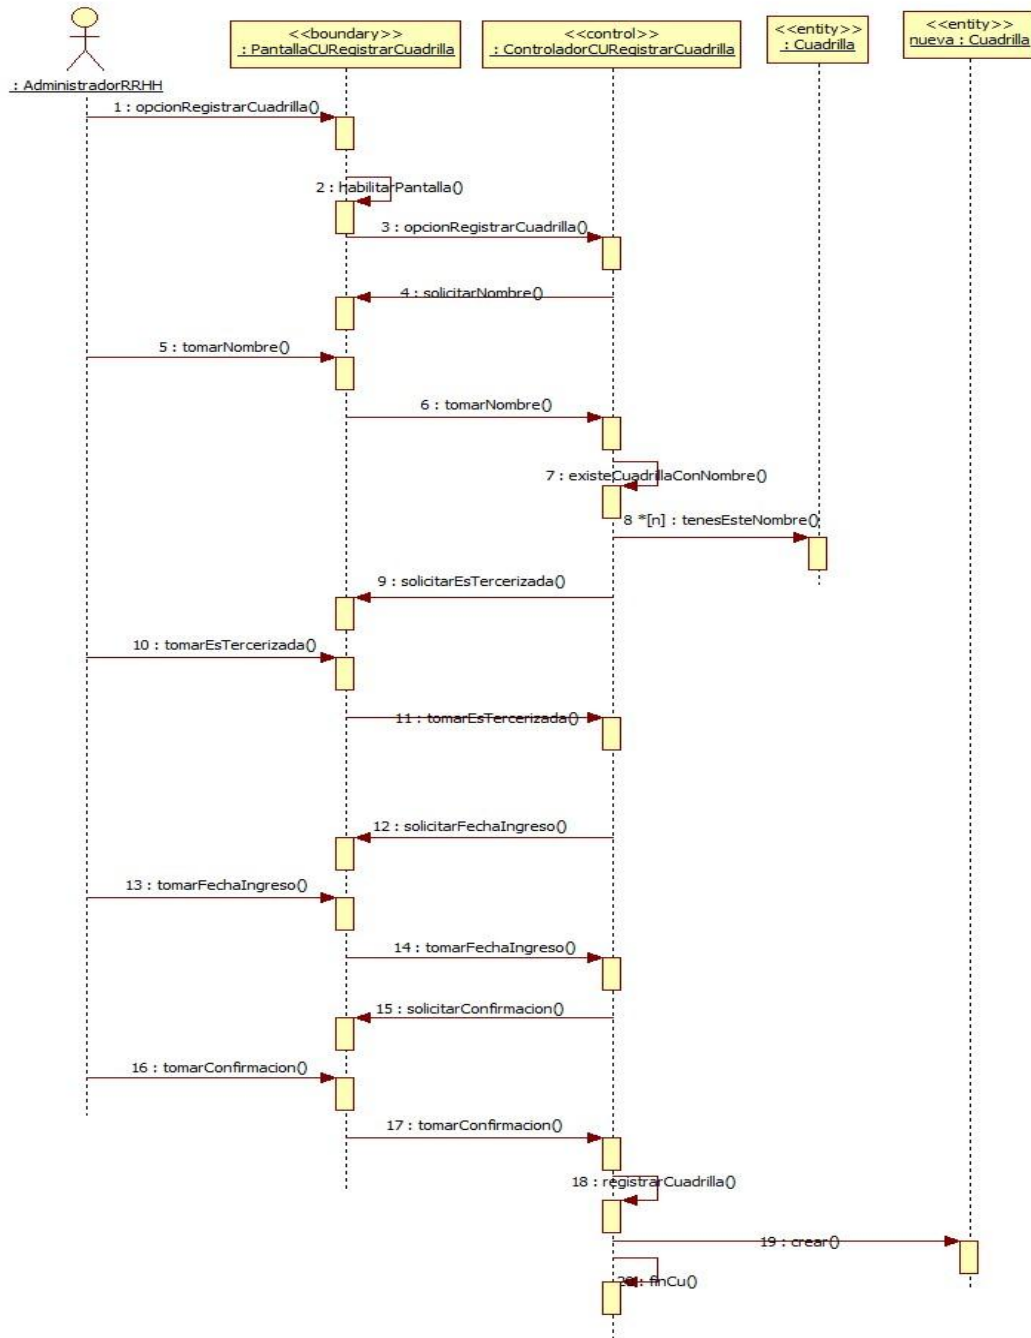 <<boundary>>
: PantallaCURegistrarCuadrilla
<<control>>
: ControladorCURegistrarCuadrilla
<<entity>>
: Cuadrilla
<<entity>>
nueva : Cuadrilla
: AdministradorRRHH
1 : opcionRegistrarCuadrilla()
2 : habilitarPantalla()
3 : opcionRegistrarCuadrilla()
4 : solicitarNombre()
5 : tomarNombre()
6 : tomarNombre()
7 : existeCuadrillaConNombre()
8 *[n] : tenesEsteNombre()
9 : solicitarEsTercerizada()
10 : tomarEsTercerizada()
11 : tomarEsTercerizada()
12 : solicitarFechaIngreso()
13 : tomarFechaIngreso()
14 : tomarFechaIngreso()
15 : solicitarConfirmacion()
16 : tomarConfirmacion()
17 : tomarConfirmacion()
18 : registrarCuadrilla()
19 : crear()
20 : finCu()